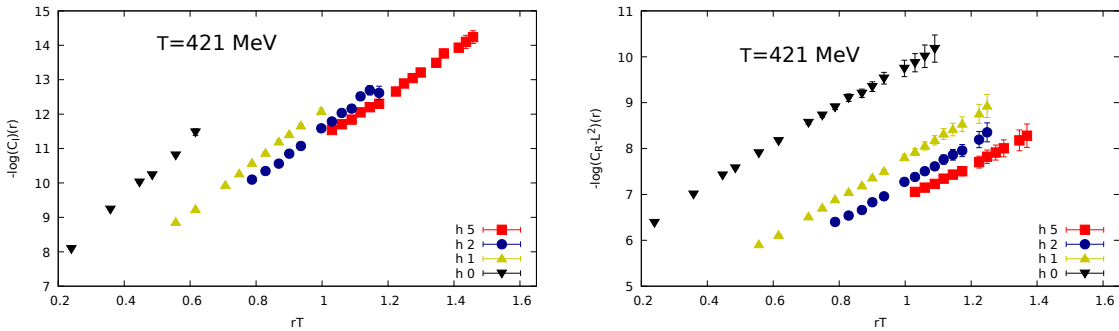 T=421 MeV
-log(C_I)(r)
15
14
13
12
11
10
9
8
7
0.2 0.4 0.6 0.8 1 1.2 1.4 1.6
rT
h 5
h 2
h 1
h 0
T=421 MeV
-log(C_R-L²)(r)
11
10
9
8
7
6
5
0.2 0.4 0.6 0.8 1 1.2 1.4 1.6
rT
h 5
h 2
h 1
h 0